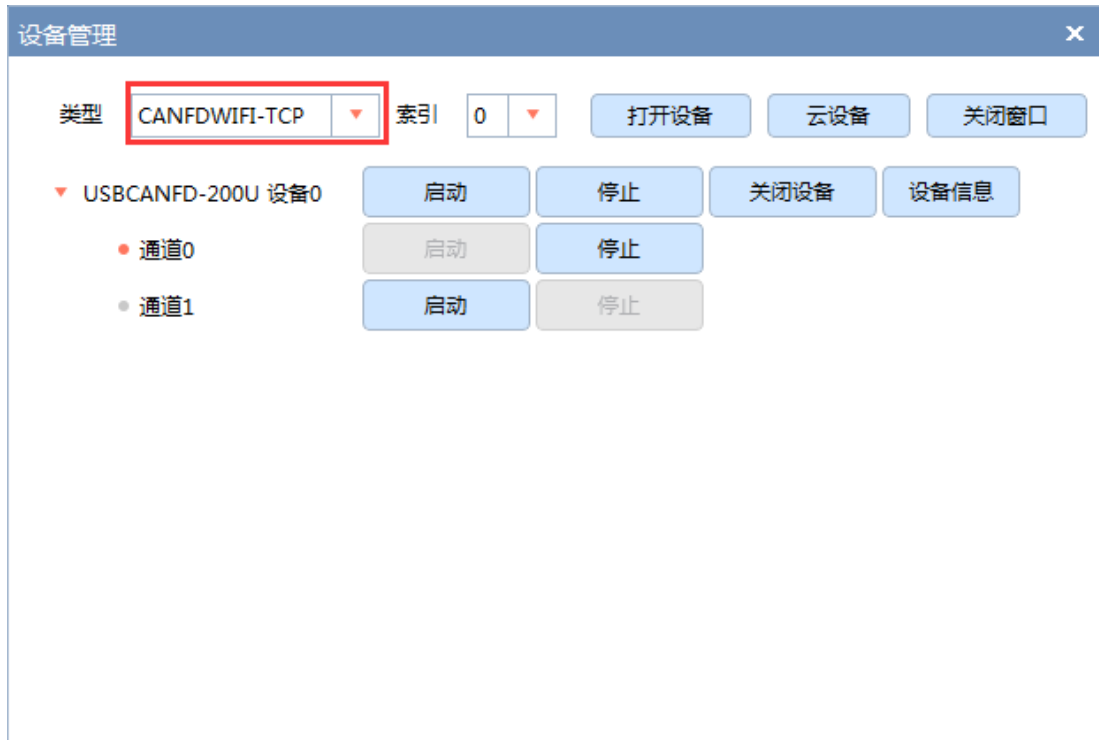 设备管理
类型 CANFDWIFI-TCP 索引 0 打开设备 云设备 关闭窗口
USBCANFD-200U 设备0 启动 停止 关闭设备 设备信息
通道0 启动 停止
通道1 启动 停止